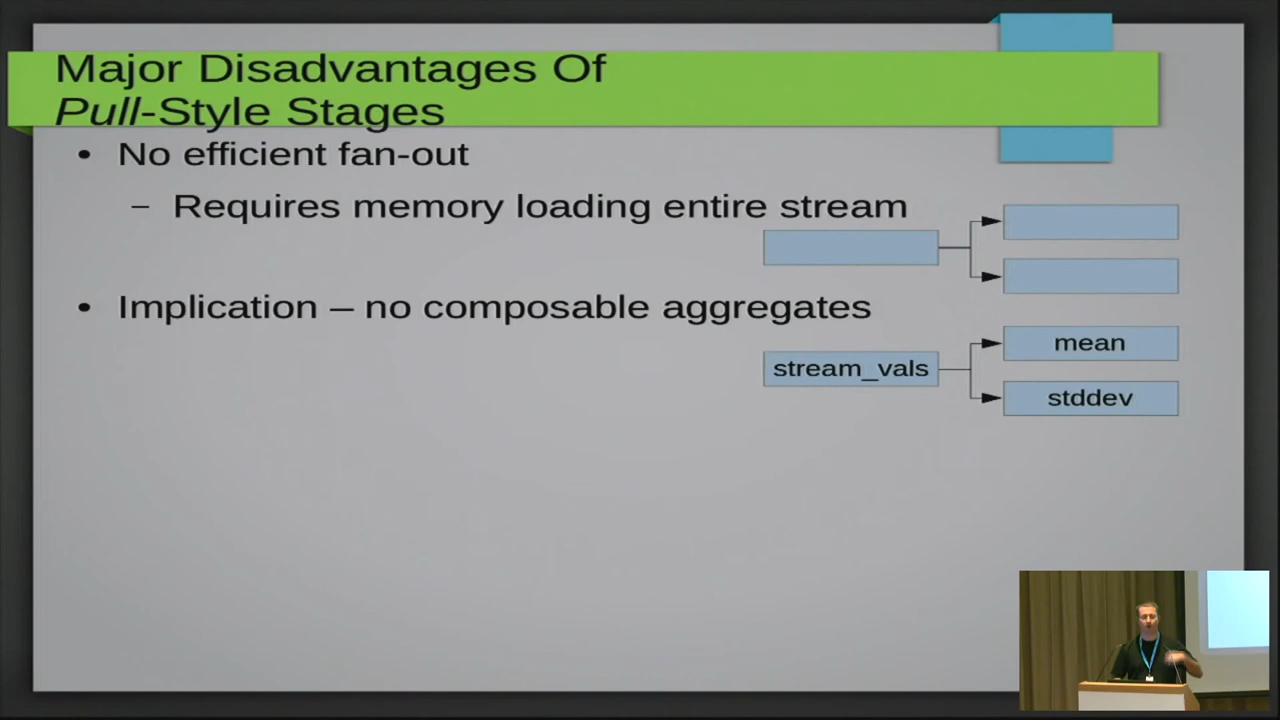 Major Disadvantages Of
Pull-Style Stages
• No efficient fan-out
– Requires memory loading entire stream
• Implication – no composable aggregates
mean
stream_vals
stddev